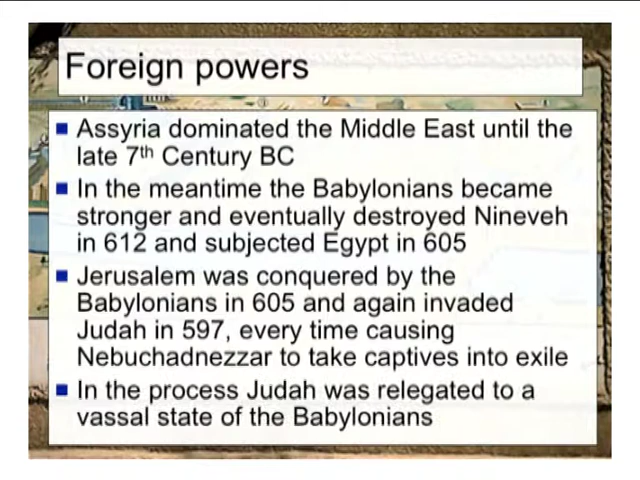 Foreign powers
Assyria dominated the Middle East until the
late 7th Century BC
In the meantime the Babylonians became
stronger and eventually destroyed Nineveh
in 612 and subjected Egypt in 605
Jerusalem was conquered by the
Babylonians in 605 and again invaded
Judah in 597, every time causing
Nebuchadnezzar to take captives into exile
In the process Judah was relegated to a
vassal state of the Babylonians